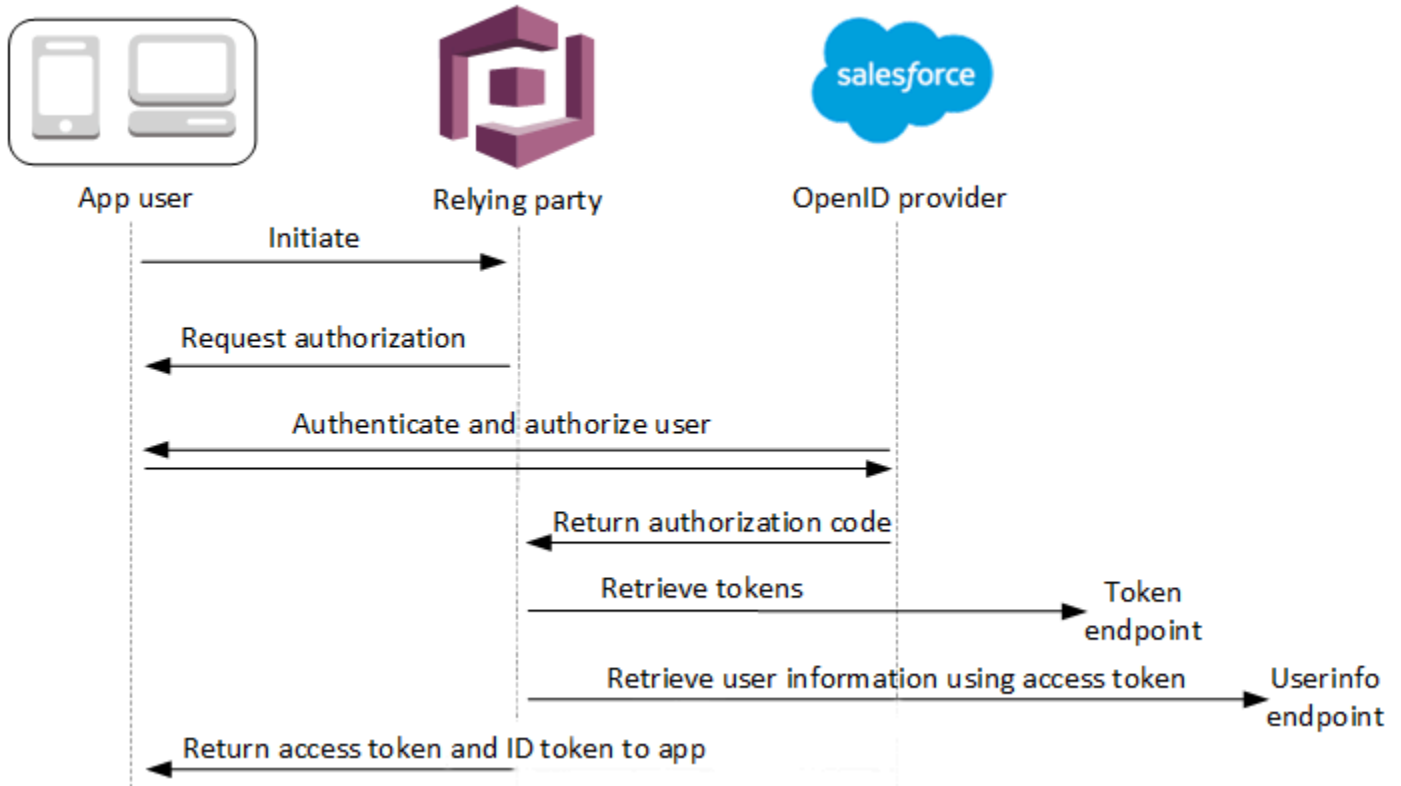 salesforce
App user
Relying party
OpenID provider
Initiate
Request authorization
Authenticate and authorize user
Return authorization code
Retrieve tokens
Token
endpoint
Retrieve user information using access token
Userinfo
endpoint
Return access token and ID token to app